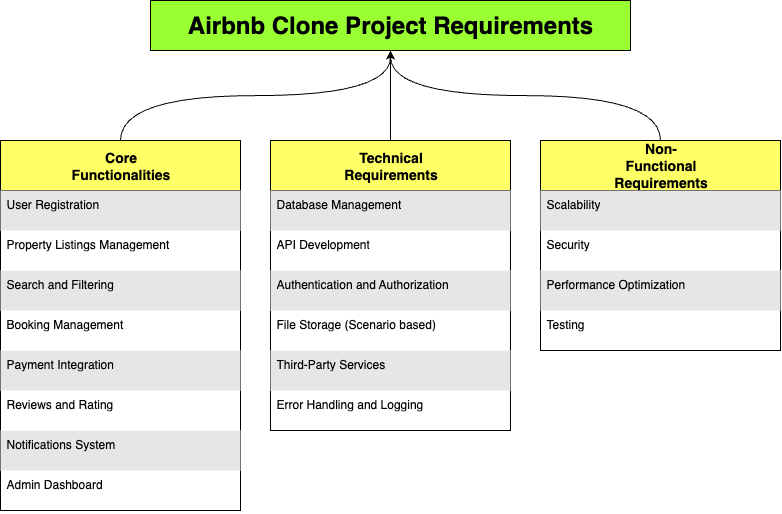 Airbnb Clone Project Requirements
Core
Functionalities
User Registration
Property Listings Management
Search and Filtering
Booking Management
Payment Integration
Reviews and Rating
Notifications System
Admin Dashboard
Technical
Requirements
Database Management
API Development
Authentication and Authorization
File Storage (Scenario based)
Third-Party Services
Error Handling and Logging
Non-
Functional
Requirements
Scalability
Security
Performance Optimization
Testing